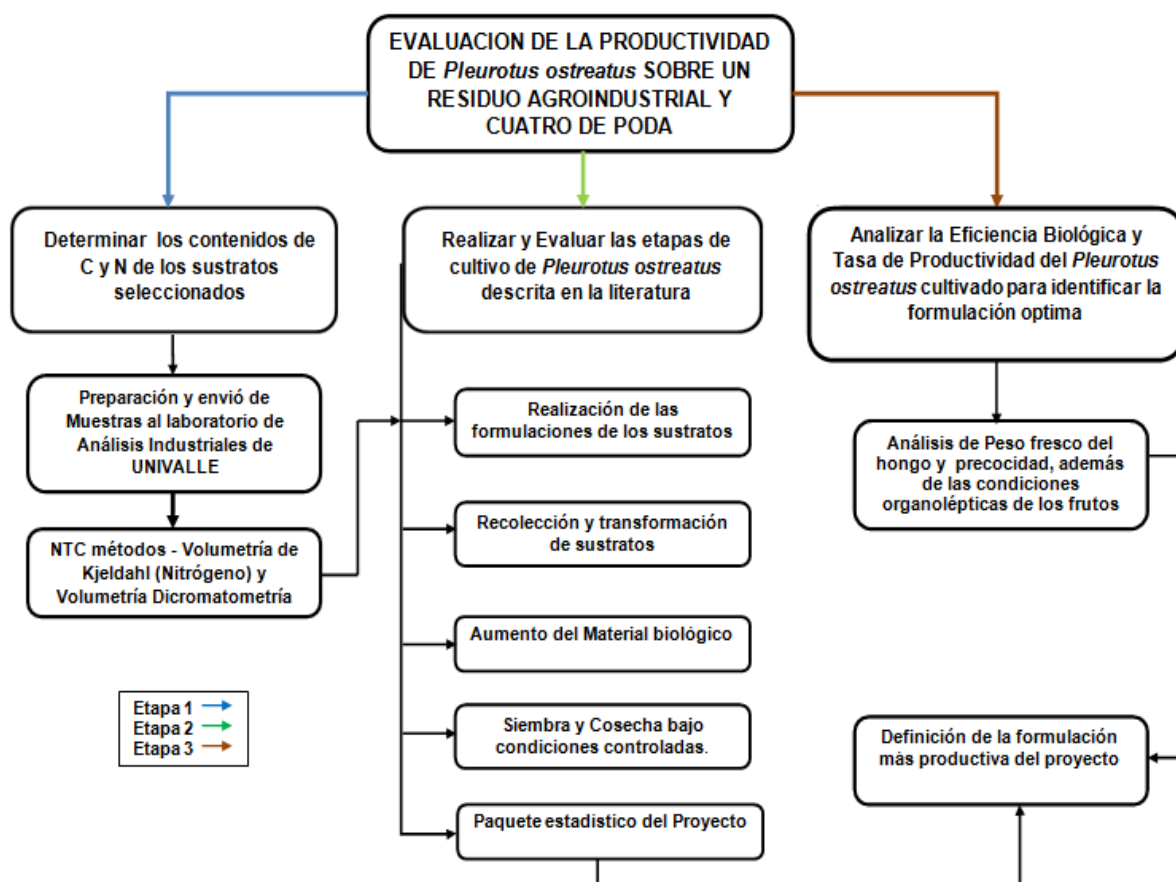 EVALUACION DE LA PRODUCTIVIDAD
DE Pleurotus ostreatus SOBRE UN
RESIDUO AGROINDUSTRIAL Y
CUATRO DE PODA
Determinar los contenidos de
C y N de los sustratos
seleccionados
Preparación y envió de
Muestras al laboratorio de
Análisis Industriales de
UNIVALLE
NTC métodos - Volumetría de
Kjeldahl (Nitrógeno) y
Volumetría Dicromatometría
Realizar y Evaluar las etapas de
cultivo de Pleurotus ostreatus
descrita en la literatura
Realización de las
formulaciones de los sustratos
Recolección y transformación
de sustratos
Aumento del Material biológico
Siembra y Cosecha bajo
condiciones controladas.
Paquete estadístico del Proyecto
Analizar la Eficiencia Biológica y
Tasa de Productividad del Pleurotus
ostreatus cultivado para identificar la
formulación optima
Análisis de Peso fresco del
hongo y precocidad, además
de las condiciones
organolépticas de los frutos
Definición de la formulación
más productiva del proyecto
Etapa 1
Etapa 2
Etapa 3